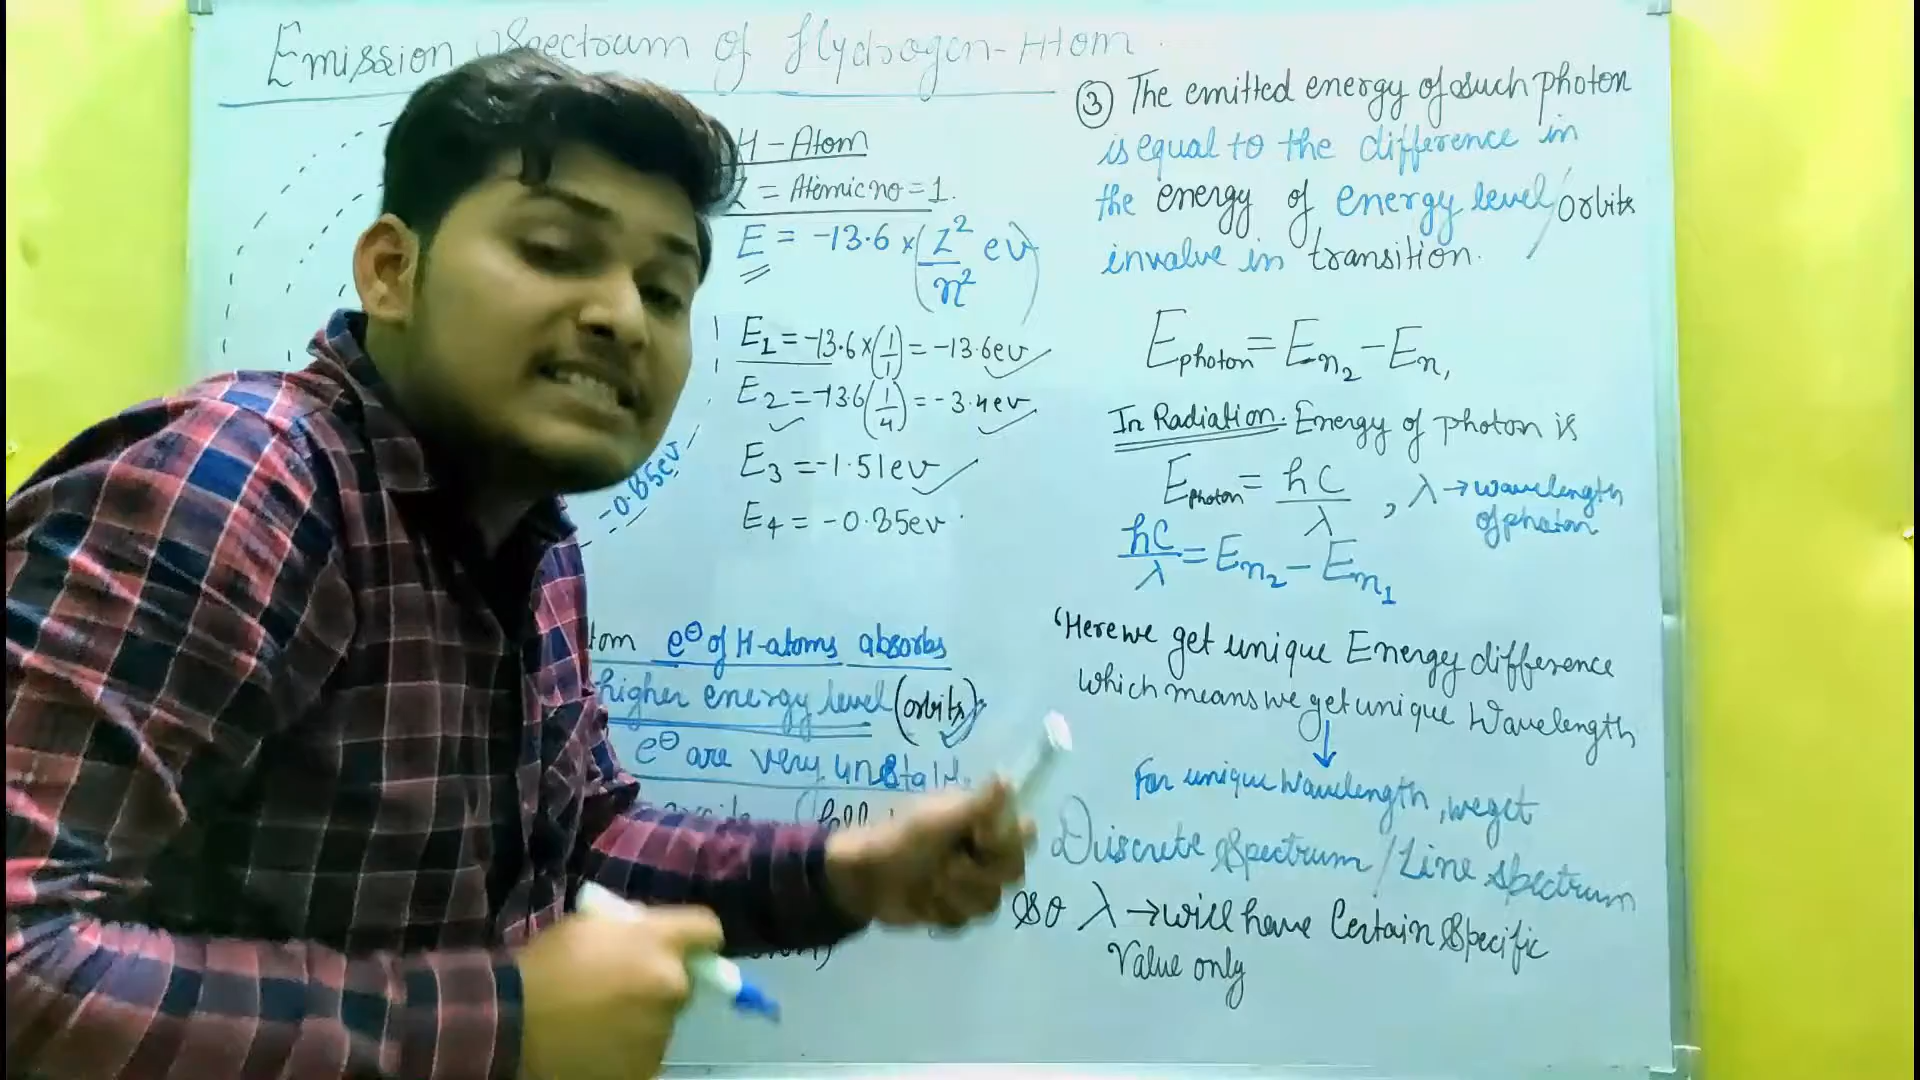 Emission Spectrum of Hydrogen-Atom
H-Atom
Z = Atomic no = 1.
E = -13.6 × (Z²/n²) ev
E₁ = -13.6 × (1/1) = -13.6ev
E₂ = -13.6 (1/4) = -3.4ev
E₃ = -1.51ev
E₄ = -0.85ev
-0.85ev
tom e⊖ of H-atoms absorbs
higher energy level (orbits)
e⊖ are very unstabl
③ The emitted energy of such photon
is equal to the difference in
the energy of energy level/orbits
invalve in transition.
Ephoton = En₂ - En₁
In Radiation. Energy of photon is
Ephoton = hC/λ , λ → wavelength
of photon
hC/λ = En₂ - En₁
'Here we get unique Energy difference
which means we get unique Wavelength
↓
For unique Wavelength, we get
Discrete Spectrum / Line Spectrum
So λ → will have Certain Specific
Value only